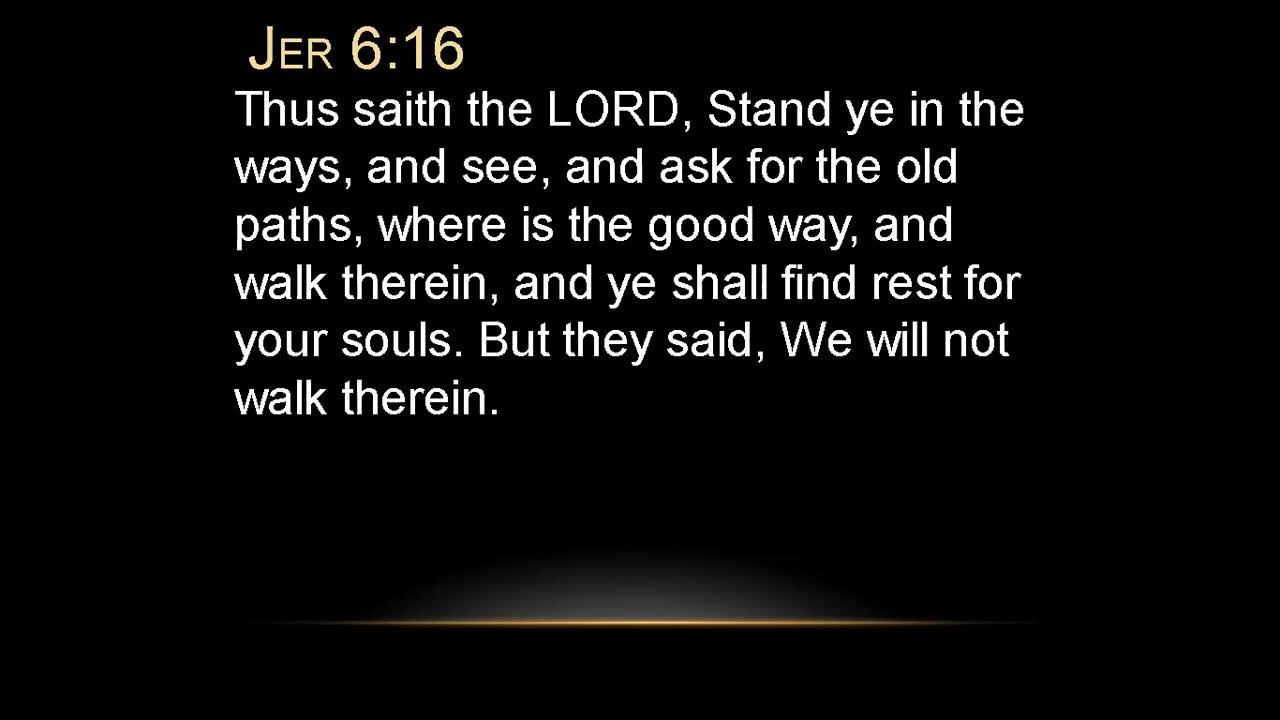 Jer 6:16
Thus saith the LORD, Stand ye in the
ways, and see, and ask for the old
paths, where is the good way, and
walk therein, and ye shall find rest for
your souls. But they said, We will not
walk therein.